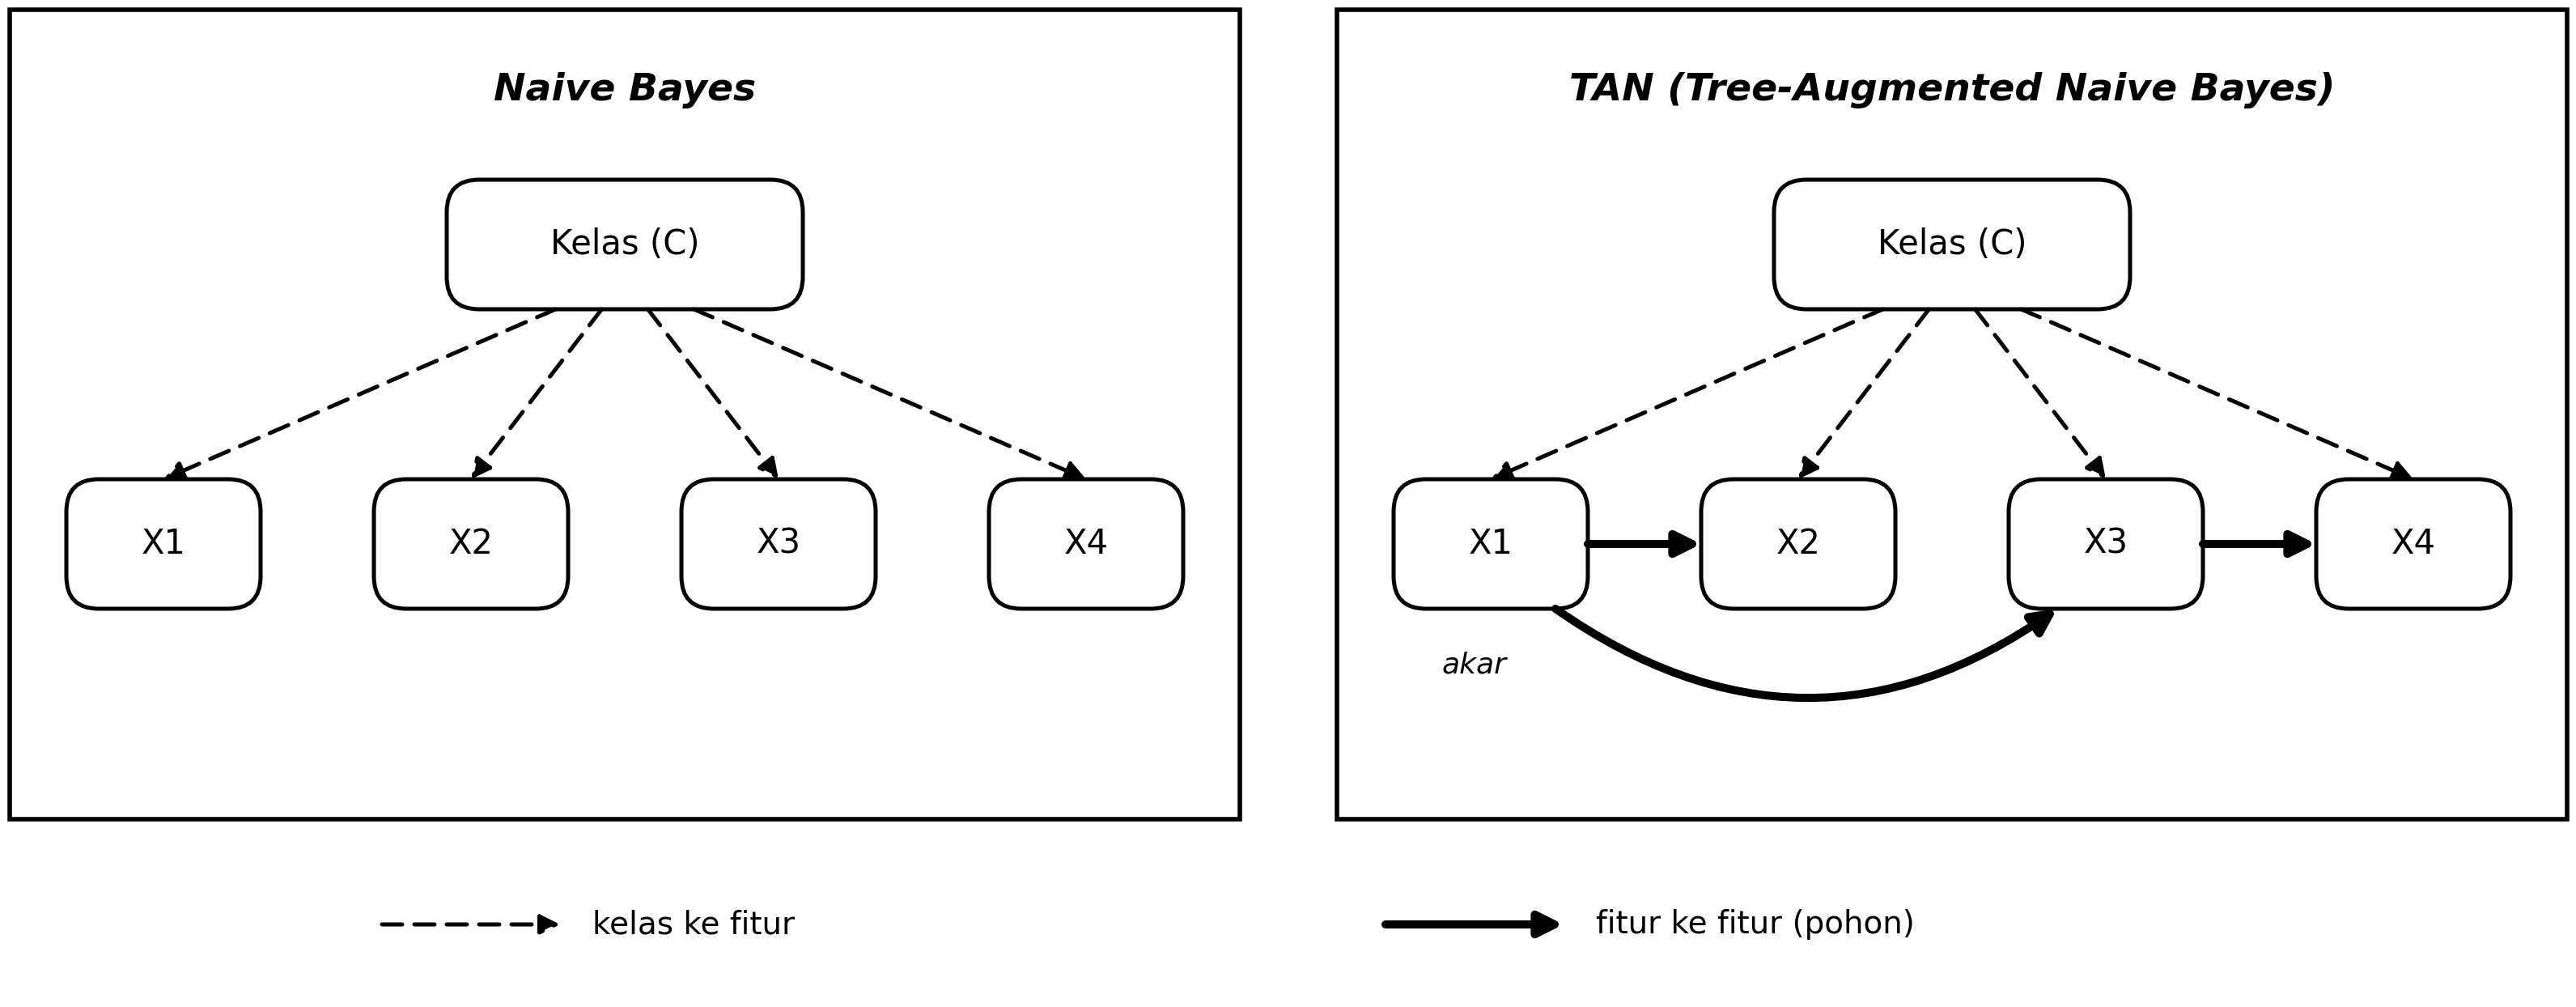 Naive Bayes
Kelas (C)
X1
X2
X3
X4
TAN (Tree-Augmented Naive Bayes)
Kelas (C)
X1
X2
X3
X4
akar
kelas ke fitur
fitur ke fitur (pohon)